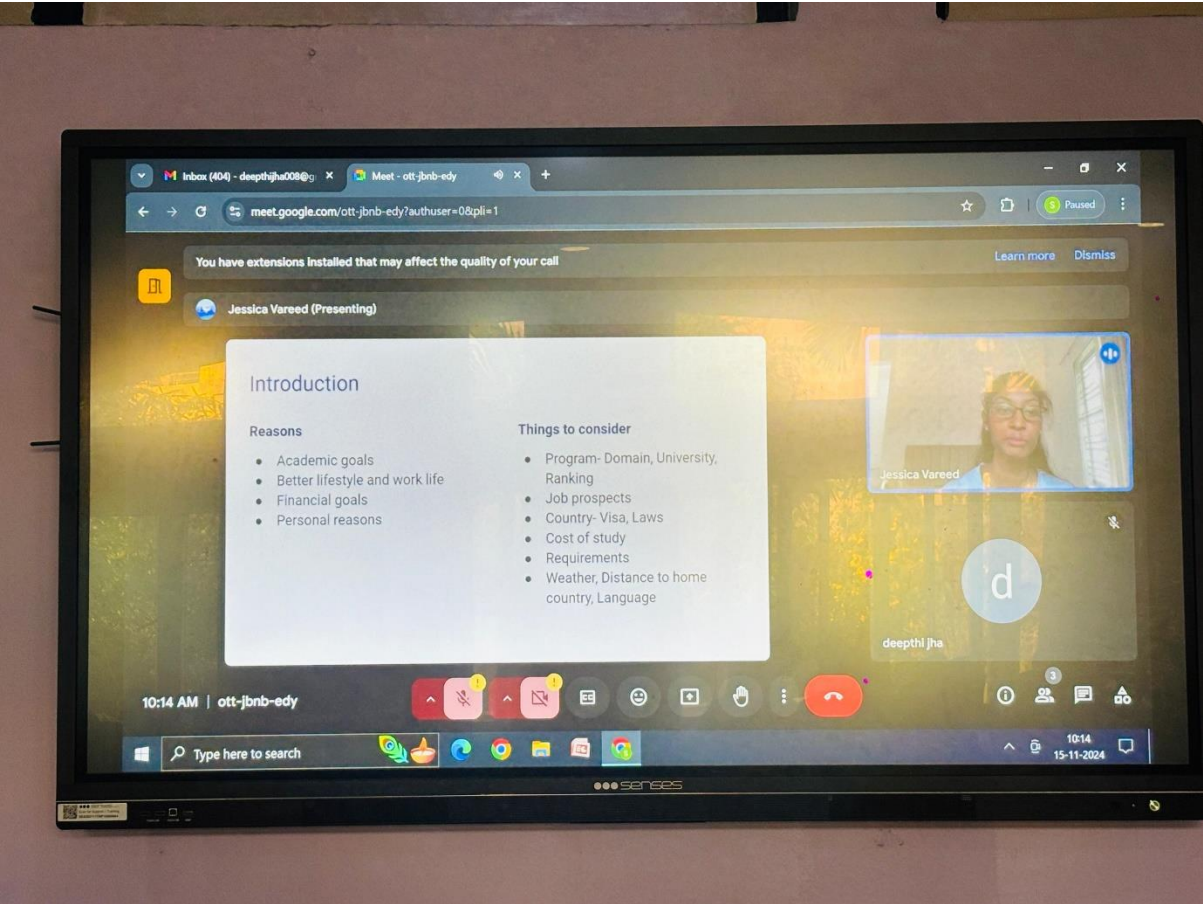 Inbox (404) - deepthijha008@g
Meet - ott-jbnb-edy
meet.google.com/ott-jbnb-edy?authuser=0&pli=1
S
Paused
You have extensions installed that may affect the quality of your call
Learn more
Dismiss
Jessica Vareed (Presenting)
Introduction
Reasons
• Academic goals
• Better lifestyle and work life
• Financial goals
• Personal reasons
Things to consider
• Program- Domain, University,
Ranking
• Job prospects
• Country- Visa, Laws
• Cost of study
• Requirements
• Weather, Distance to home
country, Language
Jessica Vareed
d
deepthi jha
10:14 AM | ott-jbnb-edy
3
Type here to search
10:14
15-11-2024
senses